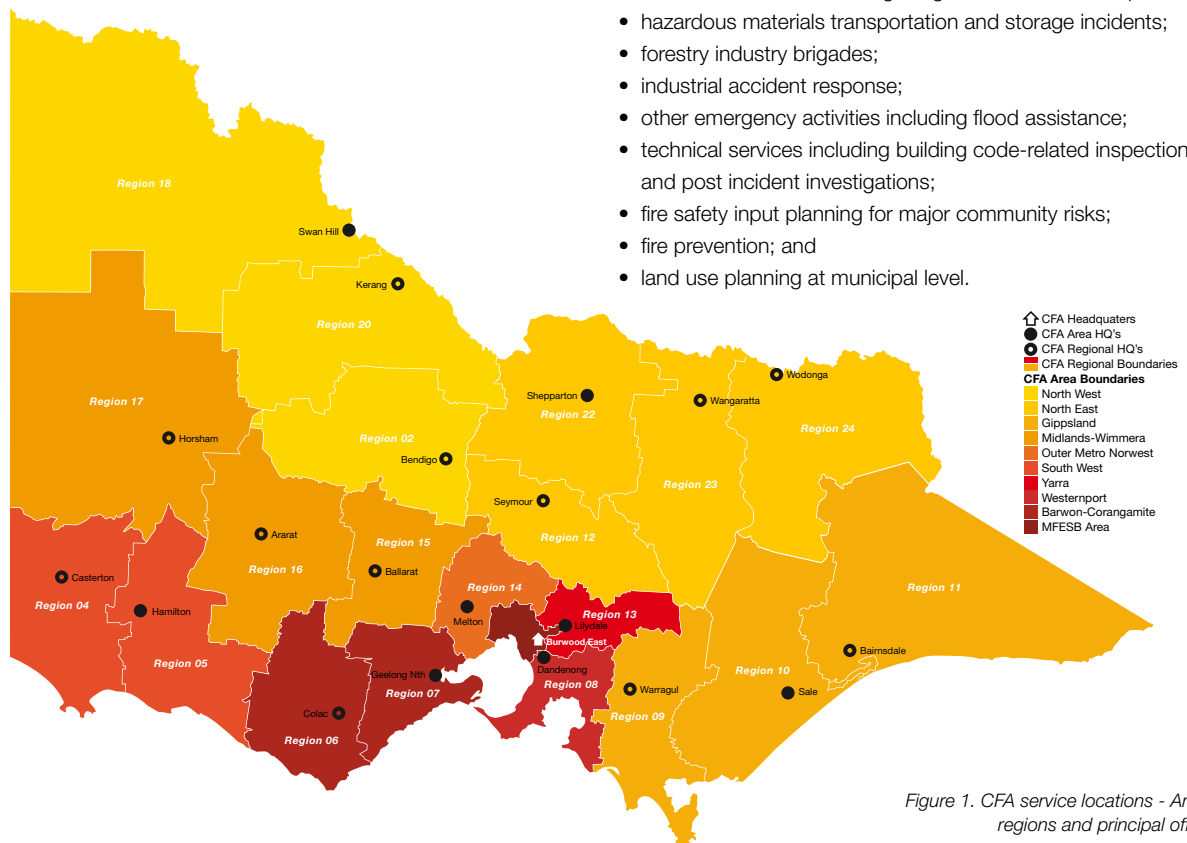 • hazardous materials transportation and storage incidents;
• forestry industry brigades;
• industrial accident response;
• other emergency activities including flood assistance;
• technical services including building code-related inspection
and post incident investigations;
• fire safety input planning for major community risks;
• fire prevention; and
• land use planning at municipal level.
Region 18
Swan Hill
Kerang
Region 20
CFA Headquaters
CFA Area HQ's
CFA Regional HQ's
CFA Regional Boundaries
CFA Area Boundaries
North West
North East
Gippsland
Midlands-Wimmera
Outer Metro Norwest
South West
Yarra
Westernport
Barwon-Corangamite
MFESB Area
Wodonga
Shepparton
Wangaratta
Region 17
Region 22
Region 24
Horsham
Region 02
Bendigo
Region 23
Seymour
Ararat
Region 15
Region 12
Region 16
Ballarat
Casterton
Region 14
Region 11
Region 04
Hamilton
Melton
Region 13
Lilydale
Burwood East
Region 05
Dandenong
Bairnsdale
Geelong Nth
Region 10
Region 08
Region 07
Warragul
Sale
Colac
Region 09
Region 06
Figure 1. CFA service locations - Ar
regions and principal off